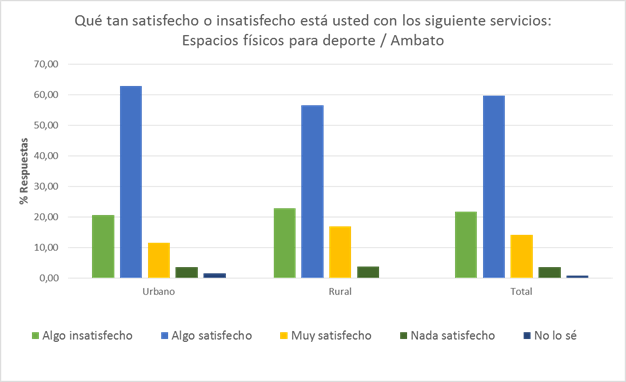 Qué tan satisfecho o insatisfecho está usted con los siguiente servicios:
Espacios físicos para deporte / Ambato
70,00
60,00
50,00
40,00
30,00
20,00
10,00
0,00
% Respuestas
Urbano Rural Total
Algo insatisfecho Algo satisfecho Muy satisfecho Nada satisfecho No lo sé